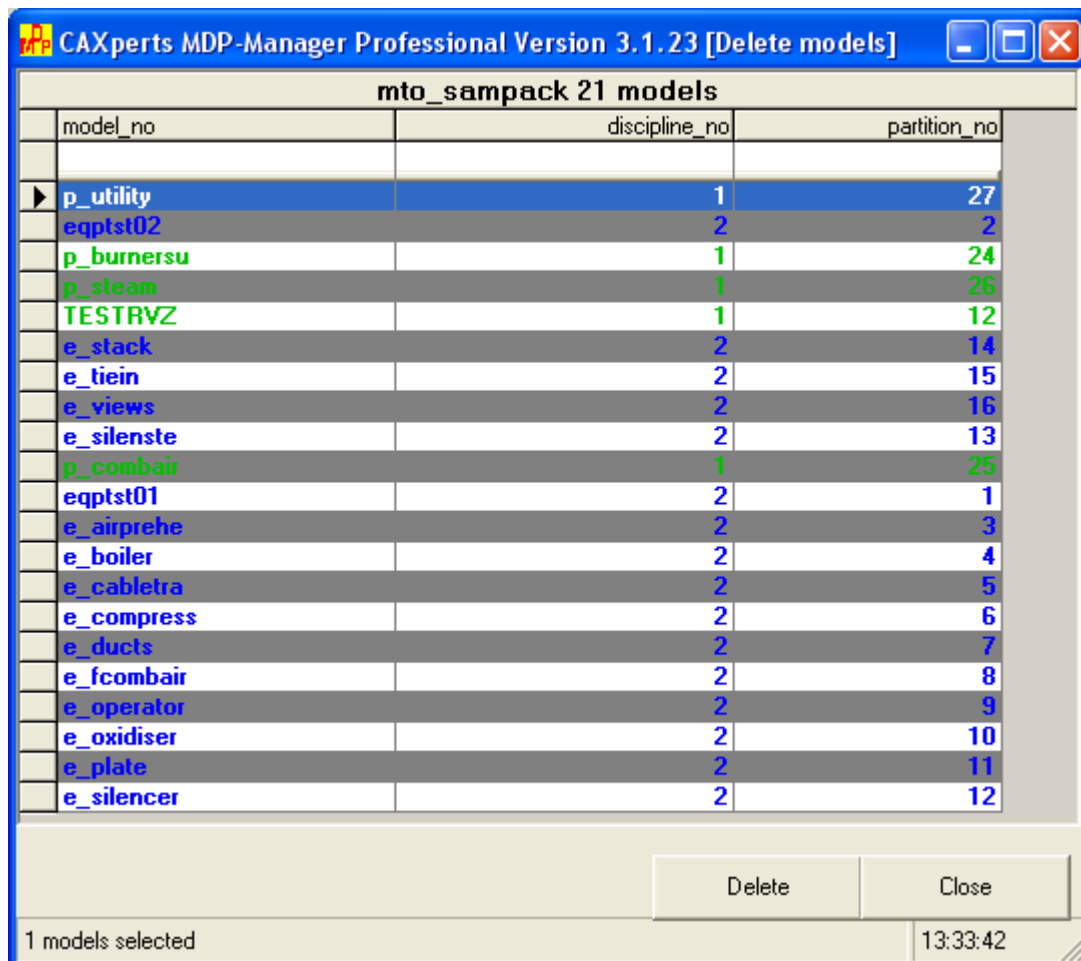 CAXperts MDP-Manager Professional Version 3.1.23 [Delete models]
mto_sampack 21 models
model_no discipline_no partition_no
p_utility 1 27
eqptst02 2 2
p_burnersu 1 24
p_steam 1 26
TESTRVZ 1 12
e_stack 2 14
e_tiein 2 15
e_views 2 16
e_silenste 2 13
p_combair 1 25
eqptst01 2 1
e_airprehe 2 3
e_boiler 2 4
e_cabletra 2 5
e_compress 2 6
e_ducts 2 7
e_fcombair 2 8
e_operator 2 9
e_oxidiser 2 10
e_plate 2 11
e_silencer 2 12
Delete Close
1 models selected 13:33:42